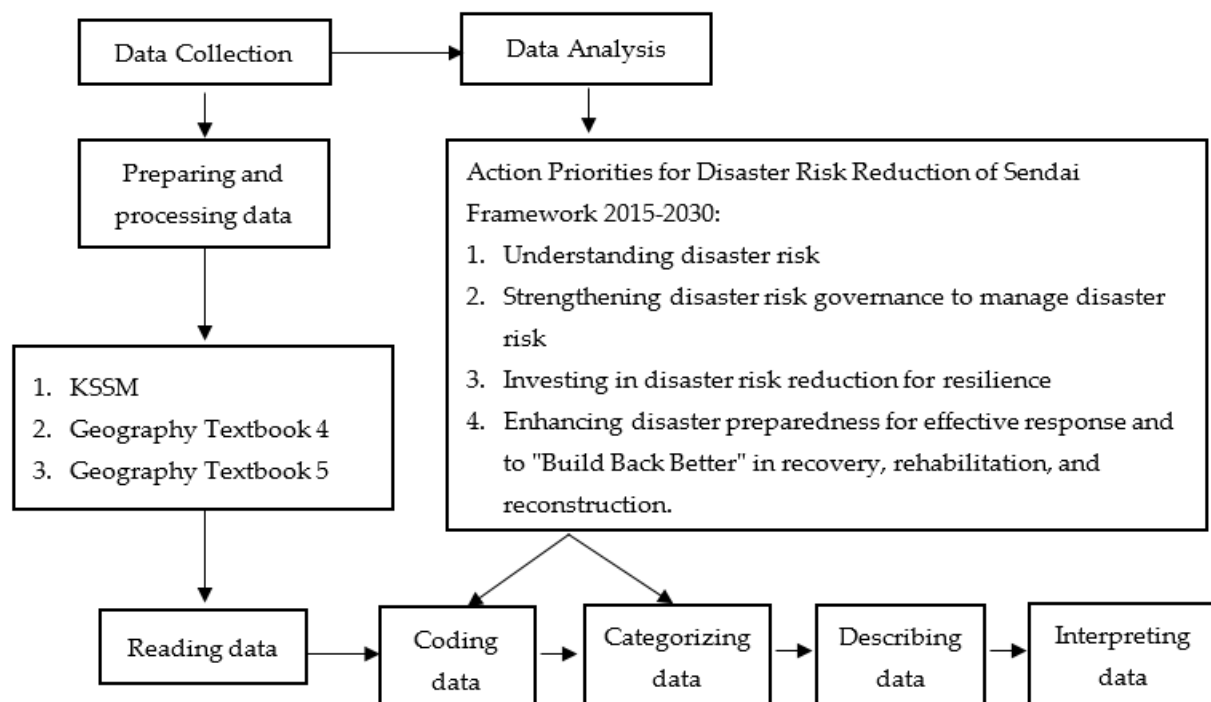 Data Collection
Data Analysis
Preparing and
processing data
Action Priorities for Disaster Risk Reduction of Sendai
Framework 2015-2030:
1. Understanding disaster risk
2. Strengthening disaster risk governance to manage disaster
risk
3. Investing in disaster risk reduction for resilience
4. Enhancing disaster preparedness for effective response and
to "Build Back Better" in recovery, rehabilitation, and
reconstruction.
1. KSSM
2. Geography Textbook 4
3. Geography Textbook 5
Reading data
Coding
data
Categorizing
data
Describing
data
Interpreting
data